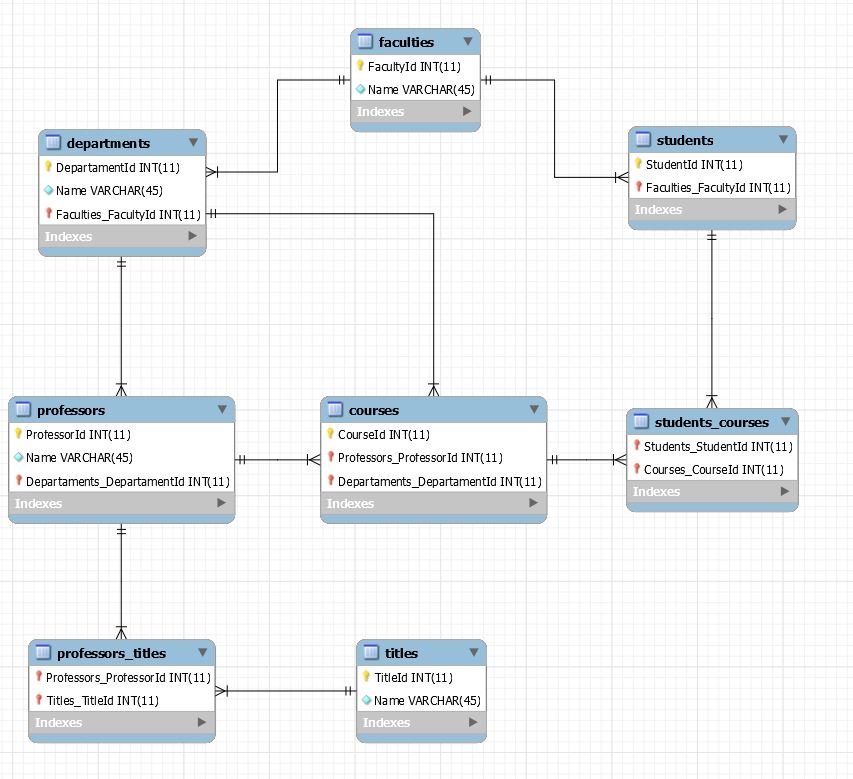 faculties
FacultyId INT(11)
Name VARCHAR(45)
Indexes
departments
DepartamentId INT(11)
Name VARCHAR(45)
Faculties_FacultyId INT(11)
Indexes
students
StudentId INT(11)
Faculties_FacultyId INT(11)
Indexes
professors
ProfessorId INT(11)
Name VARCHAR(45)
Departaments_DepartamentId INT(11)
Indexes
courses
CourseId INT(11)
Professors_ProfessorId INT(11)
Departaments_DepartamentId INT(11)
Indexes
students_courses
Students_StudentId INT(11)
Courses_CourseId INT(11)
Indexes
professors_titles
Professors_ProfessorId INT(11)
Titles_TitleId INT(11)
Indexes
titles
TitleId INT(11)
Name VARCHAR(45)
Indexes